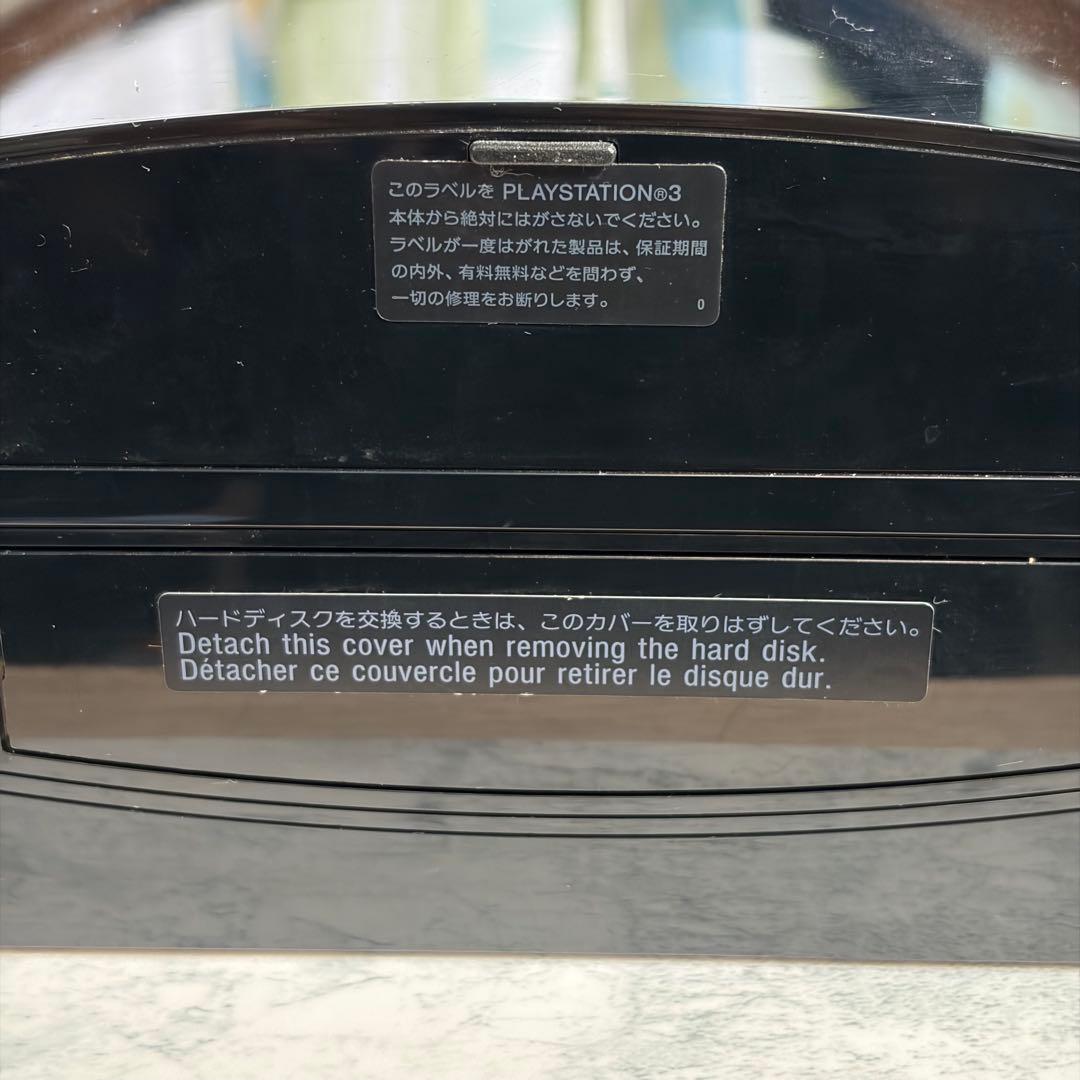 このラベルを PLAYSTATION®3
本体から絶対にはがさないでください。
ラベルが一度はがれた製品は、保証期間
の内外、有料無料などを問わず、
一切の修理をお断りします。 0
ハードディスクを交換するときは、このカバーを取りはずしてください。
Detach this cover when removing the hard disk.
Détacher ce couvercle pour retirer le disque dur.